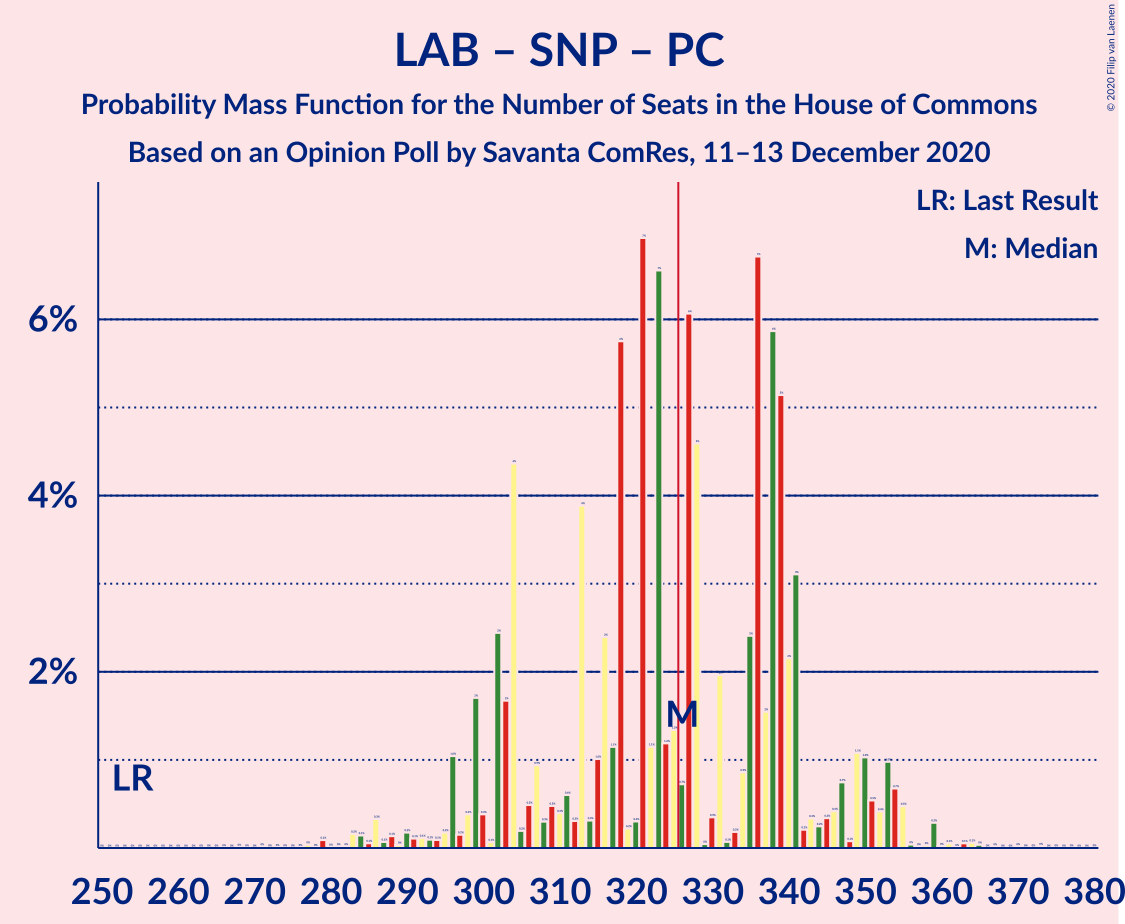 LAB – SNP – PC
Probability Mass Function for the Number of Seats in the House of Commons
Based on an Opinion Poll by Savanta ComRes, 11–13 December 2020
© 2020 Filip van Laenen
LR: Last Result
M: Median
6%
4%
2%
M
LR
250 260 270 280 290 300 310 320 330 340 350 360 370 380